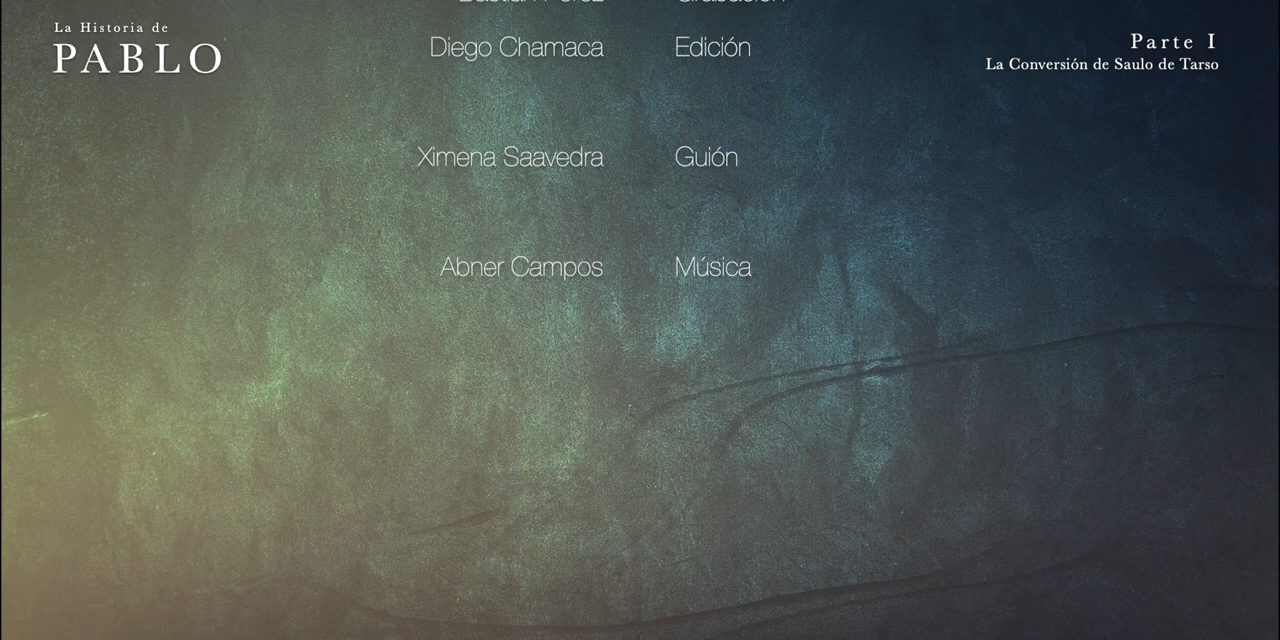 La Historia de
PABLO
Parte I
La Conversión de Saulo de Tarso
Diego Chamaca Edición
Ximena Saavedra Guión
Abner Campos Música